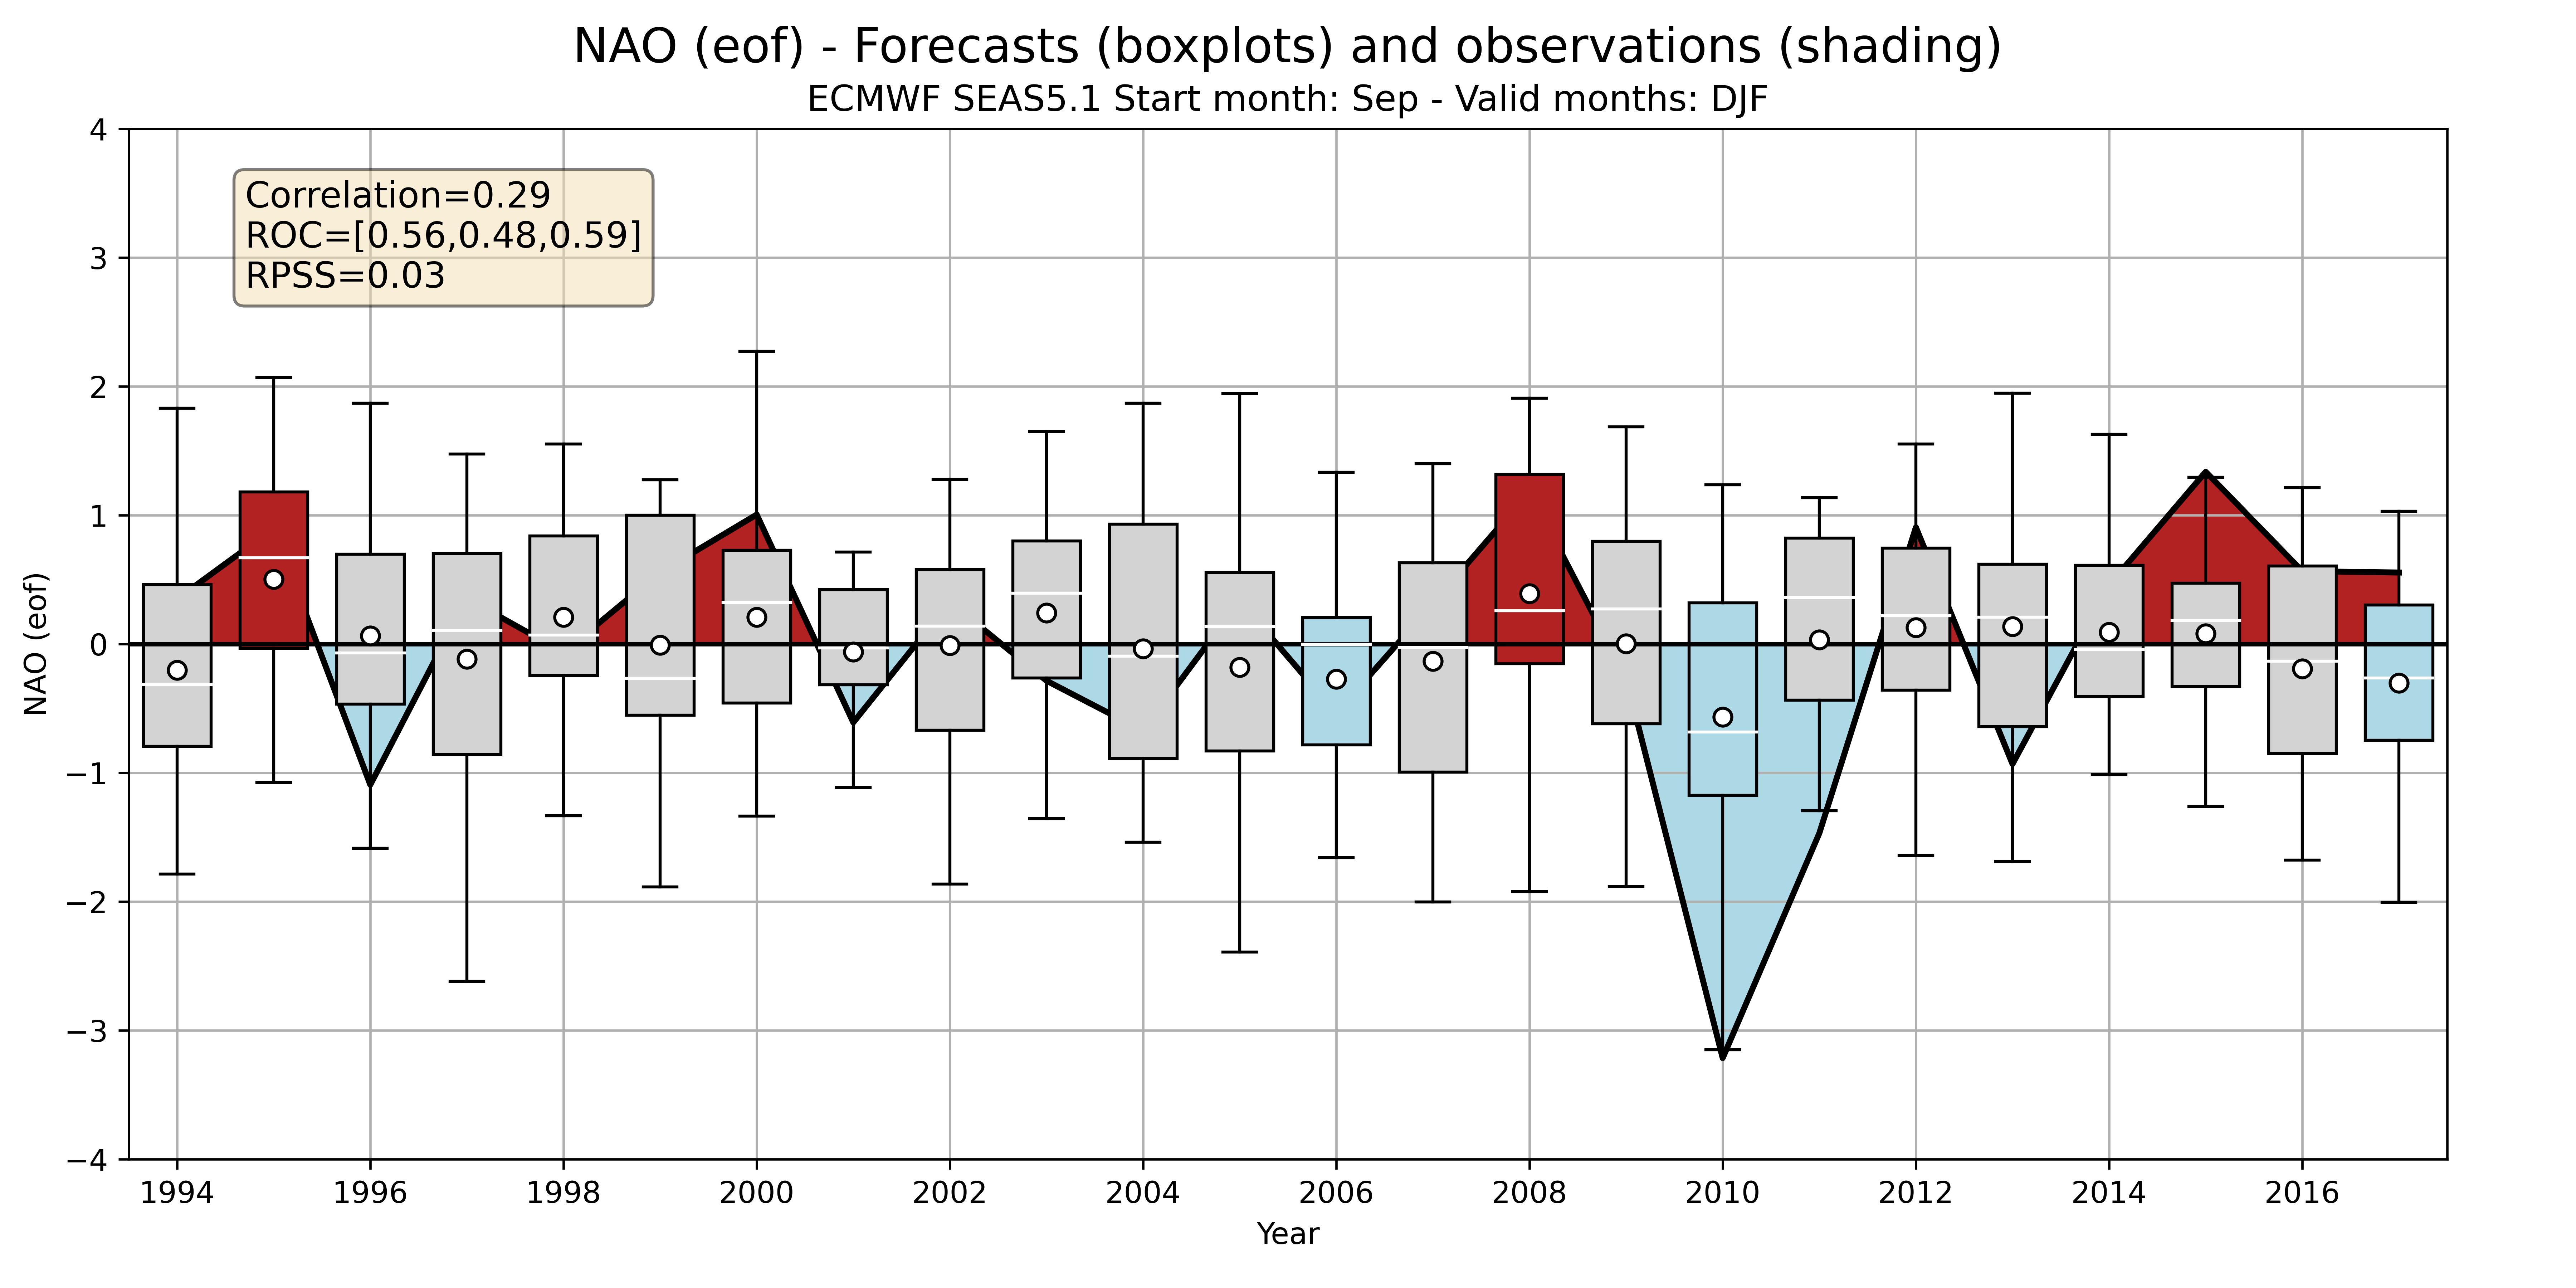 NAO (eof) - Forecasts (boxplots) and observations (shading)
ECMWF SEAS5.1 Start month: Sep - Valid months: DJF
Correlation=0.29
ROC=[0.56,0.48,0.59]
RPSS=0.03
NAO (eof)
4
3
2
1
0
−1
−2
−3
−4
1994 1996 1998 2000 2002 2004 2006 2008 2010 2012 2014 2016
Year